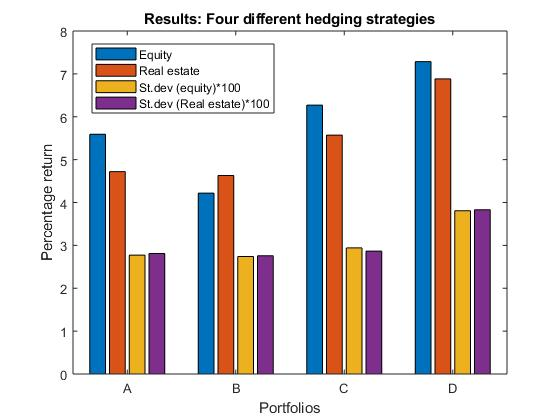 Results: Four different hedging strategies
8
7
6
5
4
3
2
1
0
Percentage return
Equity
Real estate
St.dev (equity)*100
St.dev (Real estate)*100
A B C D
Portfolios